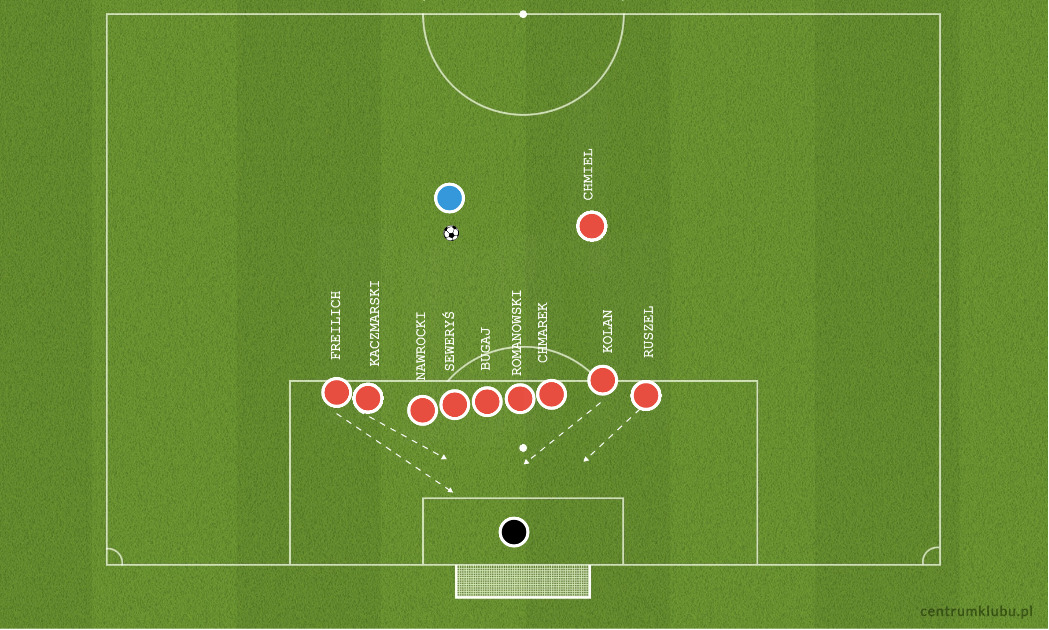 CHMIEL
FREILICH
KACZMARSKI
NAWROCKI
SEWERYŚ
BUGAJ
ROMANOWSKI
CHMAREK
KOLAN
RUSZEL
centrumklubu.pl